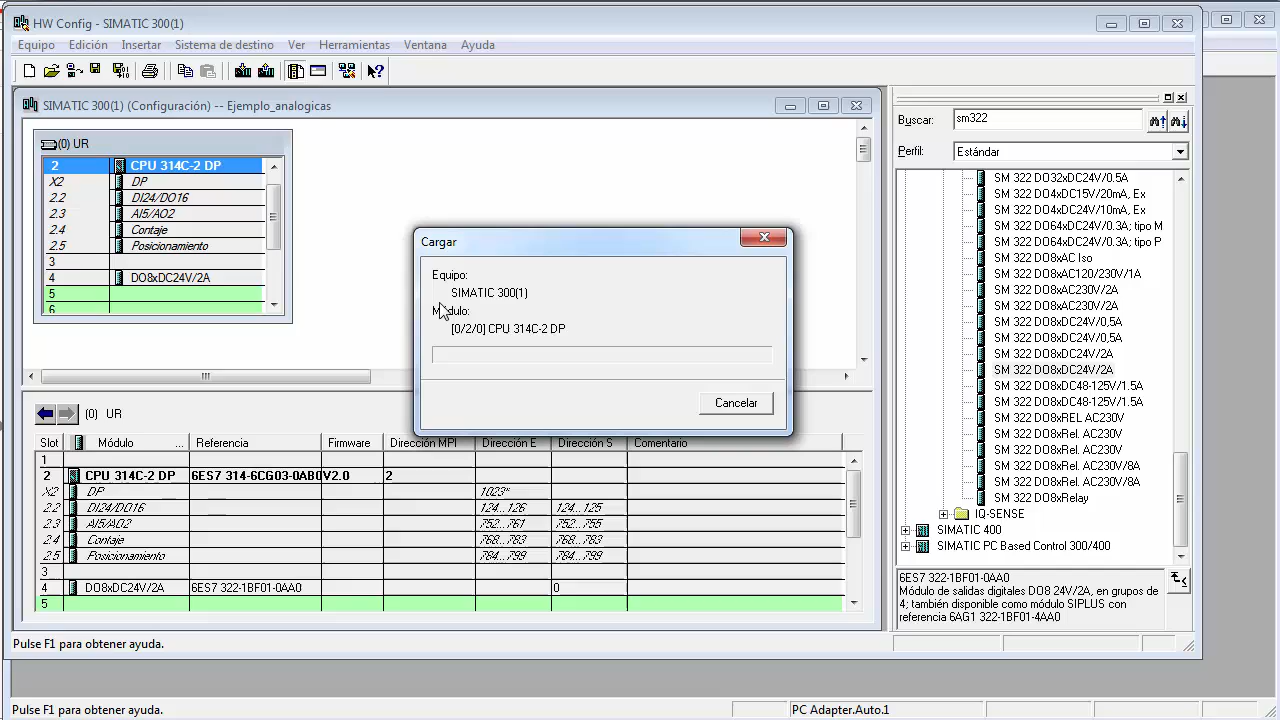 HW Config - SIMATIC 300(1)
Equipo Edición Insertar Sistema de destino Ver Herramientas Ventana Ayuda
SIMATIC 300(1) (Configuración) -- Ejemplo_analogicas
(0) UR
2 CPU 314C-2 DP
X2 DP
2.2 DI24/DO16
2.3 AI5/AO2
2.4 Contaje
2.5 Posicionamiento
3
4 DO8xDC24V/2A
5
6
Cargar
Equipo:
SIMATIC 300(1)
Módulo:
[0/2/0] CPU 314C-2 DP
Cancelar
(0) UR
Slot Módulo ... Referencia Firmware Dirección MPI Dirección E Dirección S Comentario
1
2 CPU 314C-2 DP 6ES7 314-6CG03-0AB0 V2.0 2
X2 DP 1023*
2.2 DI24/DO16 124...126 124...125
2.3 AI5/AO2 752...761 752...755
2.4 Contaje 768...783 768...783
2.5 Posicionamiento 784...799 784...799
3
4 DO8xDC24V/2A 6ES7 322-1BF01-0AA0 0
5
Buscar: sm322
Perfil: Estándar
SM 322 DO32xDC24V/0.5A
SM 322 DO4xDC15V/20mA, Ex
SM 322 DO4xDC24V/10mA, Ex
SM 322 DO64xDC24V/0.3A; tipo M
SM 322 DO64xDC24V/0.3A; tipo P
SM 322 DO8xAC Iso
SM 322 DO8xAC120/230V/1A
SM 322 DO8xAC230V/2A
SM 322 DO8xAC230V/2A
SM 322 DO8xDC24V/0,5A
SM 322 DO8xDC24V/0,5A
SM 322 DO8xDC24V/2A
SM 322 DO8xDC24V/2A
SM 322 DO8xDC48-125V/1.5A
SM 322 DO8xDC48-125V/1.5A
SM 322 DO8xREL AC230V
SM 322 DO8xRel. AC230V
SM 322 DO8xRel. AC230V
SM 322 DO8xRel. AC230V/8A
SM 322 DO8xRel. AC230V/8A
SM 322 DO8xRelay
IQ-SENSE
SIMATIC 400
SIMATIC PC Based Control 300/400
6ES7 322-1BF01-0AA0
Módulo de salidas digitales DO8 24V/2A, en grupos de
4; también disponible como módulo SIPLUS con
referencia 6AG1 322-1BF01-4AA0
Pulse F1 para obtener ayuda.
Pulse F1 para obtener ayuda.
PC Adapter.Auto.1